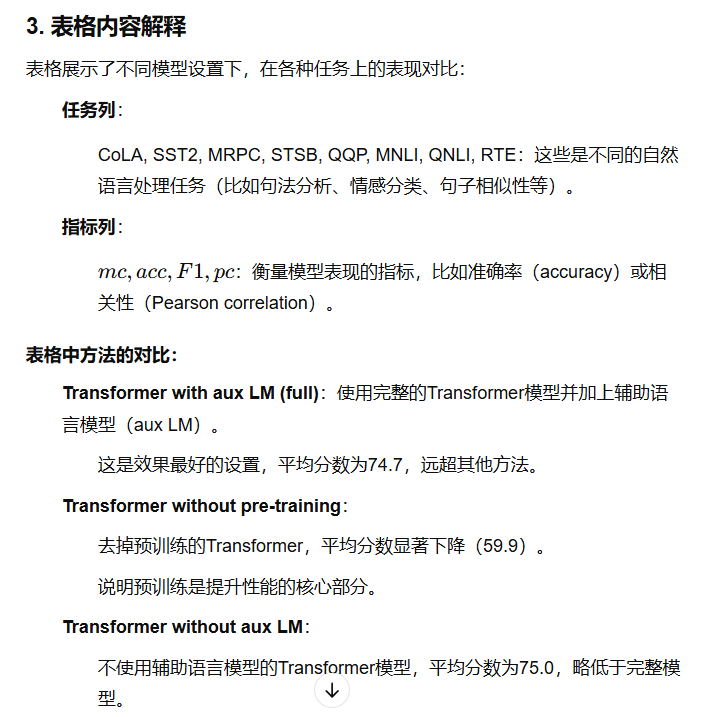 3. 表格内容解释
表格展示了不同模型设置下，在各种任务上的表现对比：
任务列：
CoLA, SST2, MRPC, STSB, QQP, MNLI, QNLI, RTE：这些是不同的自然
语言处理任务（比如句法分析、情感分类、句子相似性等）。
指标列：
mc, acc, F1, pc：衡量模型表现的指标，比如准确率（accuracy）或相
关性（Pearson correlation）。
表格中方法的对比：
Transformer with aux LM (full)：使用完整的Transformer模型并加上辅助语
言模型（aux LM）。
这是效果最好的设置，平均分数为74.7，远超其他方法。
Transformer without pre-training：
去掉预训练的Transformer，平均分数显著下降（59.9）。
说明预训练是提升性能的核心部分。
Transformer without aux LM：
不使用辅助语言模型的Transformer模型，平均分数为75.0，略低于完整模
型。